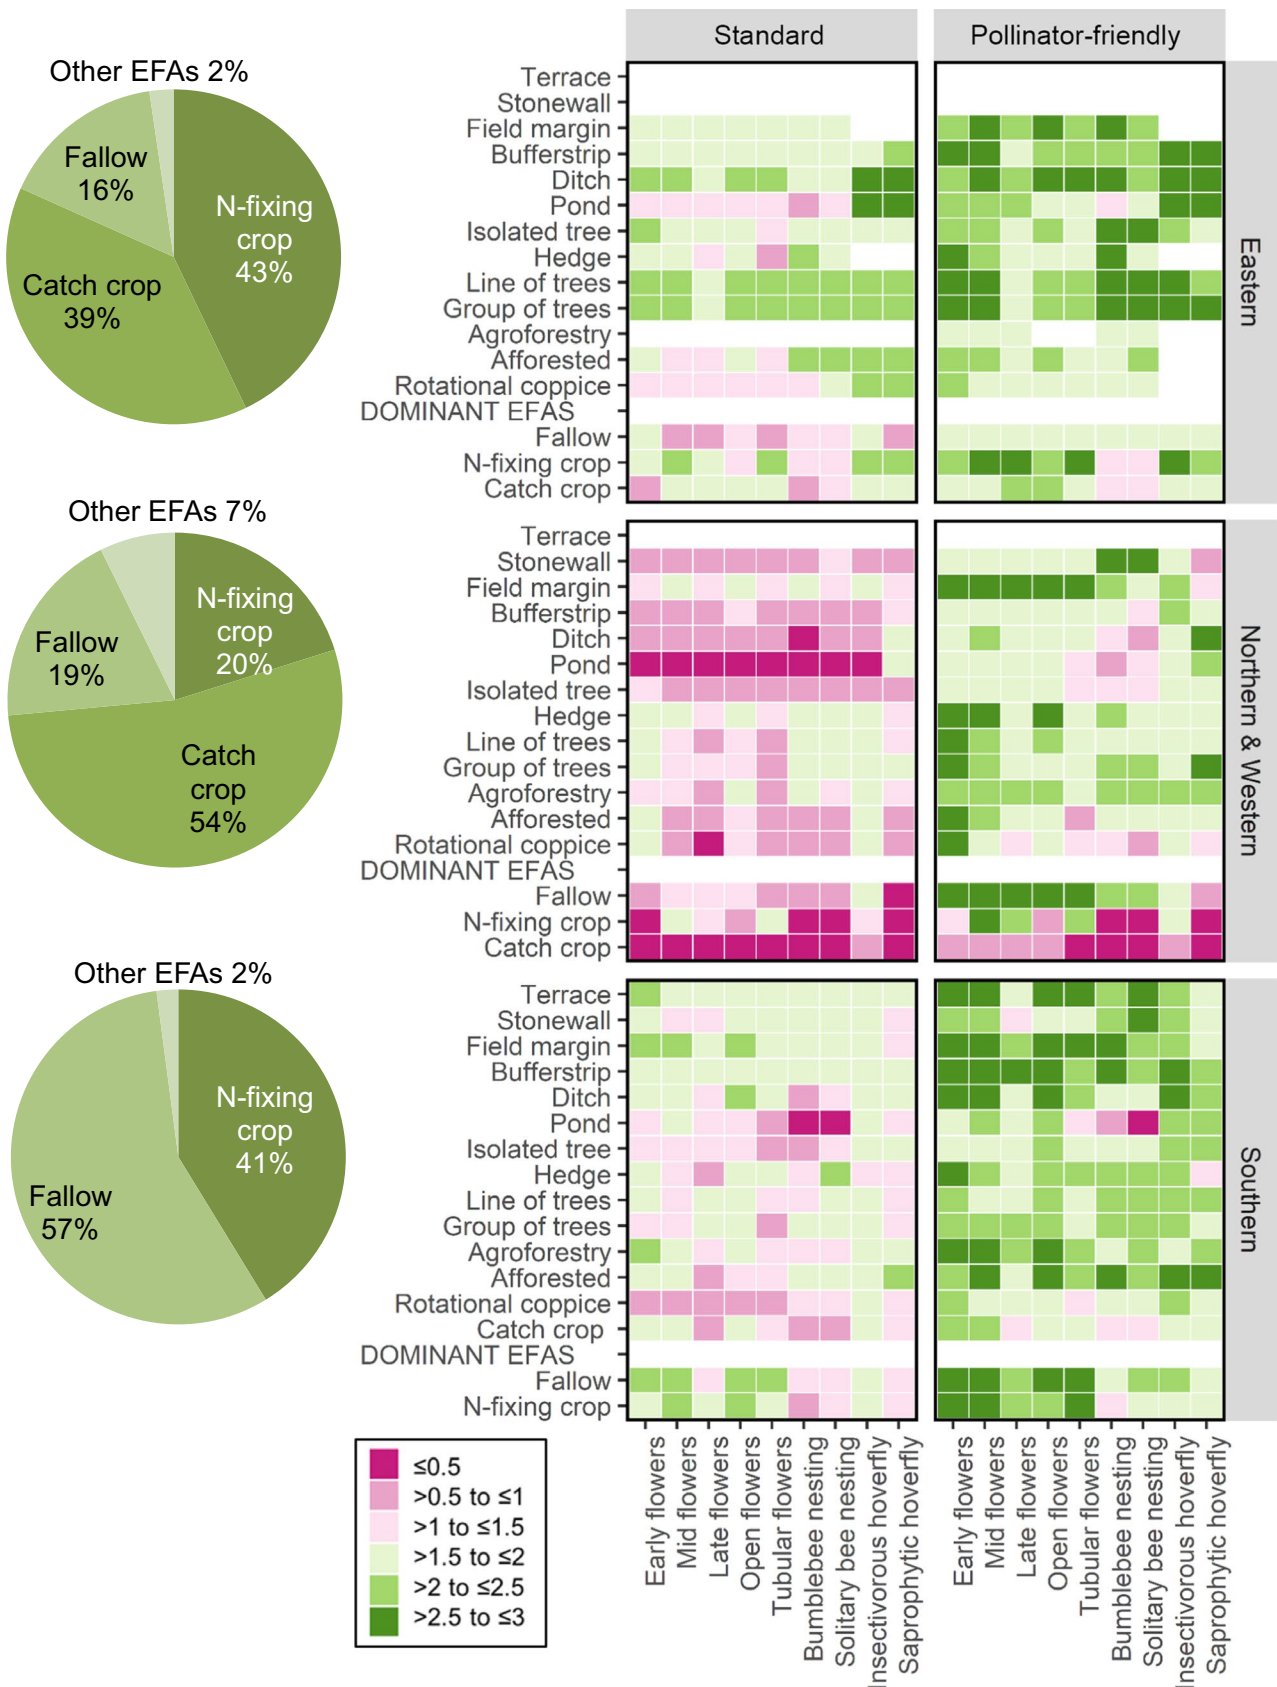 Standard
Pollinator-friendly
Other EFAs 2%
Fallow
16%
N-fixing
crop
43%
Catch crop
39%
Terrace
Stonewall
Field margin
Bufferstrip
Ditch
Pond
Isolated tree
Hedge
Line of trees
Group of trees
Agroforestry
Afforested
Rotational coppice
DOMINANT EFAS
Fallow
N-fixing crop
Catch crop
Eastern
Other EFAs 7%
N-fixing
crop
20%
Fallow
19%
Catch
crop
54%
Terrace
Stonewall
Field margin
Bufferstrip
Ditch
Pond
Isolated tree
Hedge
Line of trees
Group of trees
Agroforestry
Afforested
Rotational coppice
DOMINANT EFAS
Fallow
N-fixing crop
Catch crop
Northern & Western
Other EFAs 2%
N-fixing
crop
41%
Fallow
57%
Terrace
Stonewall
Field margin
Bufferstrip
Ditch
Pond
Isolated tree
Hedge
Line of trees
Group of trees
Agroforestry
Afforested
Rotational coppice
Catch crop
DOMINANT EFAS
Fallow
N-fixing crop
Southern
≤0.5
>0.5 to ≤1
>1 to ≤1.5
>1.5 to ≤2
>2 to ≤2.5
>2.5 to ≤3
Early flowers
Mid flowers
Late flowers
Open flowers
Tubular flowers
Bumblebee nesting
Solitary bee nesting
Insectivorous hoverfly
Saprophytic hoverfly
Early flowers
Mid flowers
Late flowers
Open flowers
Tubular flowers
Bumblebee nesting
Solitary bee nesting
Insectivorous hoverfly
Saprophytic hoverfly